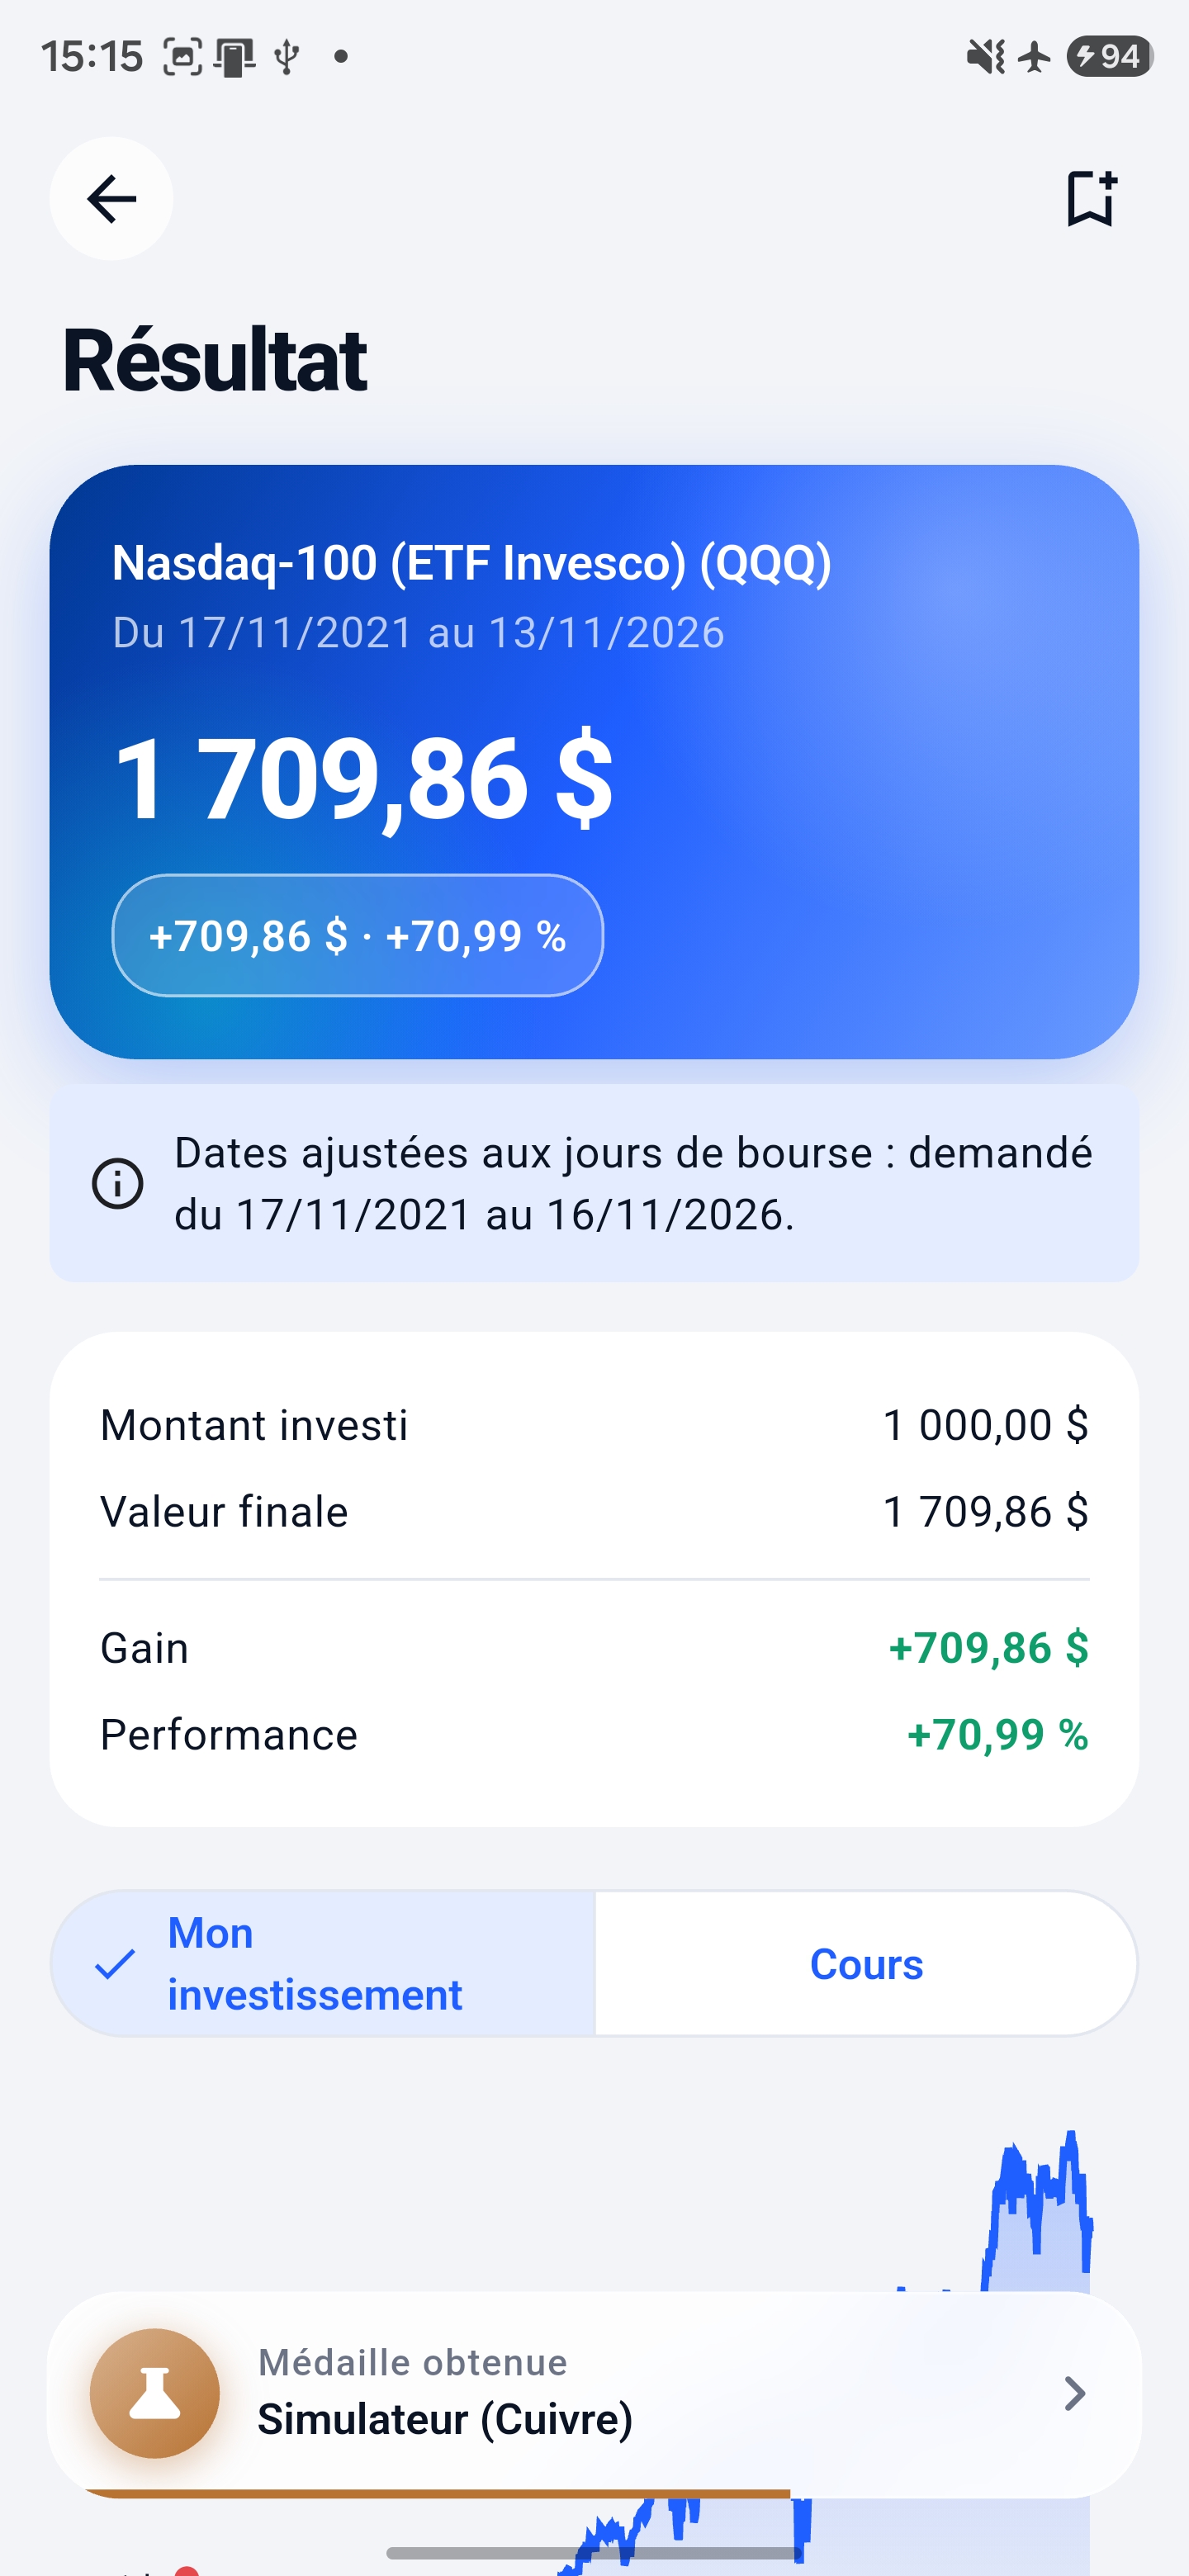 15:15
94
Résultat
Nasdaq-100 (ETF Invesco) (QQQ)
Du 17/11/2021 au 13/11/2026
1 709,86 $
+709,86 $ · +70,99 %
Dates ajustées aux jours de bourse : demandé
du 17/11/2021 au 16/11/2026.
Montant investi 1 000,00 $
Valeur finale 1 709,86 $
Gain +709,86 $
Performance +70,99 %
Mon
investissement
Cours
Médaille obtenue
Simulateur (Cuivre)